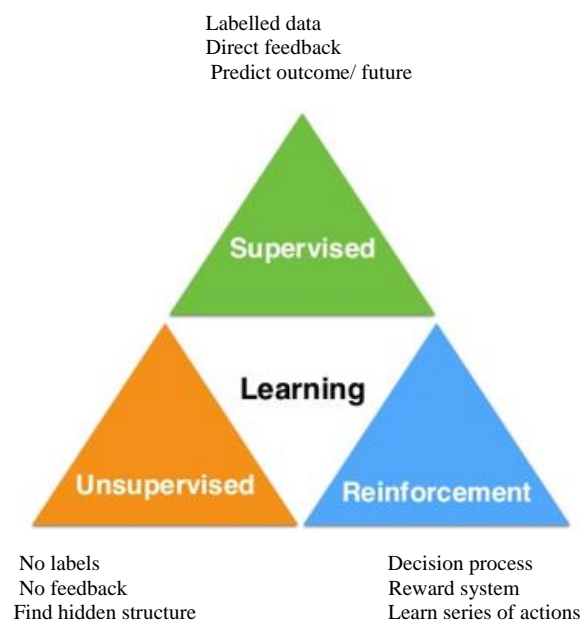 Labelled data
Direct feedback
Predict outcome/ future
Supervised
Learning
Unsupervised
Reinforcement
No labels
No feedback
Find hidden structure
Decision process
Reward system
Learn series of actions